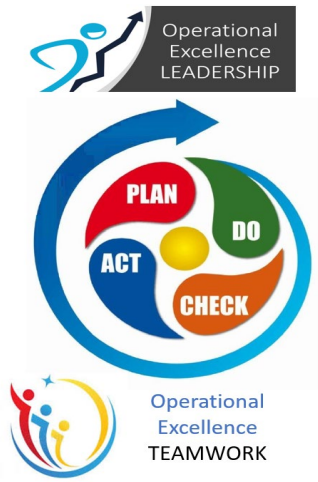 Operational
Excellence
LEADERSHIP
PLAN
DO
ACT
CHECK
Operational
Excellence
TEAMWORK